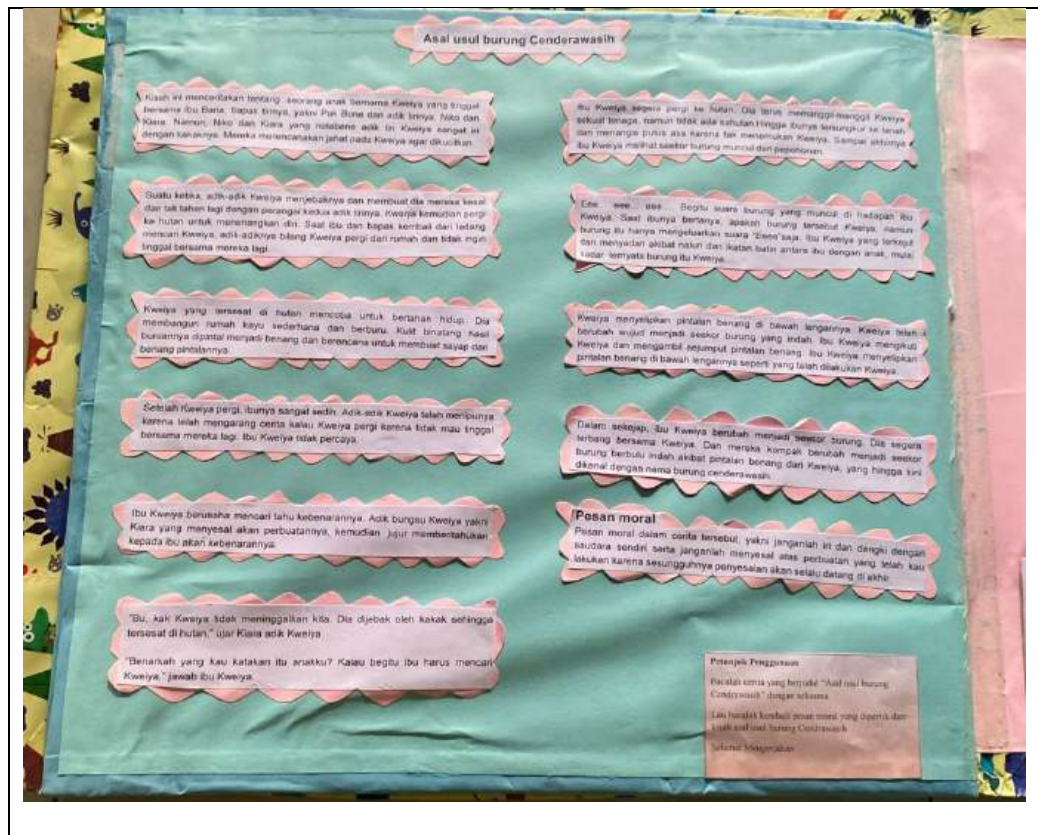 Asal usul burung Cenderawasih
Kisah ini menceritakan tentang seorang anak bernama Kweiya yang tinggal
bersama ibu Baria, bapas tirinya, yakni Pak Bone dan adik tirinya, Niko dan
Kiara. Namun, Niko dan Kiara yang notabene adik tiri Kweiya sangat iri
dengan kakaknya. Mereka merencanakan jahat pada Kweiya agar dikucilkan.
Suatu ketika, adik-adik Kweiya menjebaknya dan membuat dia mereka kesal
dan tak tahan lagi dengan perangai kedua adik tirinya. Kweiya kemudian pergi
ke hutan untuk menenangkan diri. Saat ibu dan bapak kembali dari ladang
mencari Kweiya, adik-adiknya bilang Kweiya pergi dari rumah dan tidak ingin
tinggal bersama mereka lagi.
Kweiya yang tersesat di hutan mencoba untuk bertahan hidup. Dia
membangun rumah kayu sederhana dan berburu. Kulit binatang hasil
buruannya dipintal menjadi benang dan berencana untuk membuat sayap dari
benang pintalannya.
Setelah Kweiya pergi, ibunya sangat sedih. Adik-adik Kweiya telah menipunya
karena telah mengarang cerita kalau Kweiya pergi karena tidak mau tinggal
bersama mereka lagi. Ibu Kweiya tidak percaya.
Ibu Kweiya berusaha mencari tahu kebenarannya. Adik bungsu Kweiya yakni
Kiara yang menyesal akan perbuatannya, kemudian jujur memberitahukan
kepada ibu akan kebenarannya.
"Bu, kak Kweiya tidak meninggalkan kita. Dia dijebak oleh kakak sehingga
tersesat di hutan," ujar Kiara adik Kweiya.
"Benarkah yang kau katakan itu anakku? Kalau begitu ibu harus mencari
Kweiya," jawab ibu Kweiya.
Ibu Kweiya segera pergi ke hutan. Dia terus memanggil-manggil Kweiya
sekuat tenaga, namun tidak ada sahutan.Hingga ibunya tersungkur ke tanah
dan menangis putus asa karena tak menemukan Kweiya. Sampai akhirnya
ibu Kweiya melihat seekor burung muncul dari pepohonan.
Eee eee eee... Begitu suara burung yang muncul di hadapan ibu
Kweiya. Saat ibunya bertanya, apakah burung tersebut Kweiya, namun
burung itu hanya mengeluarkan suara "Eeee"saja. Ibu Kweiya yang terkejut
dan menyadari akibat naluri dan ikatan batin antara ibu dengan anak, mulai
sadar ternyata burung itu Kweiya.
Kweiya menyelipkan pintalan benang di bawah lengannya. Kweiya telah
berubah wujud menjadi seekor burung yang indah. Ibu Kweiya mengikuti
Kweiya dan mengambil sejumput pintalan benang. Ibu Kweiya menyelipkan
pintalan benang di bawah lengannya seperti yang telah dilakukan Kweiya.
Dalam sekejap, ibu Kweiya berubah menjadi seekor burung. Dia segera
terbang bersama Kweiya. Dan mereka kompak berubah menjadi seekor
burung berbulu indah akibat pintalan benang dari Kweiya, yang hingga kini
dikenal dengan nama burung cenderawasih.
Pesan moral
Pesan moral dalam cerita tersebut, yakni janganlah iri dan dengki dengan
saudara sendiri serta janganlah menyesal atas perbuatan yang telah kau
lakukan karena sesungguhnya penyesalan akan selalu datang di akhir.
Petunjuk Penggunaan
Bacalah cerita yang berjudul "Asal usul burung
Cendrawasih" dengan seksama
Lalu bacalah kembali pesan moral yang dipetik dari
kisah asal usul burung Cendrawasih
Selamat Mengerjakan